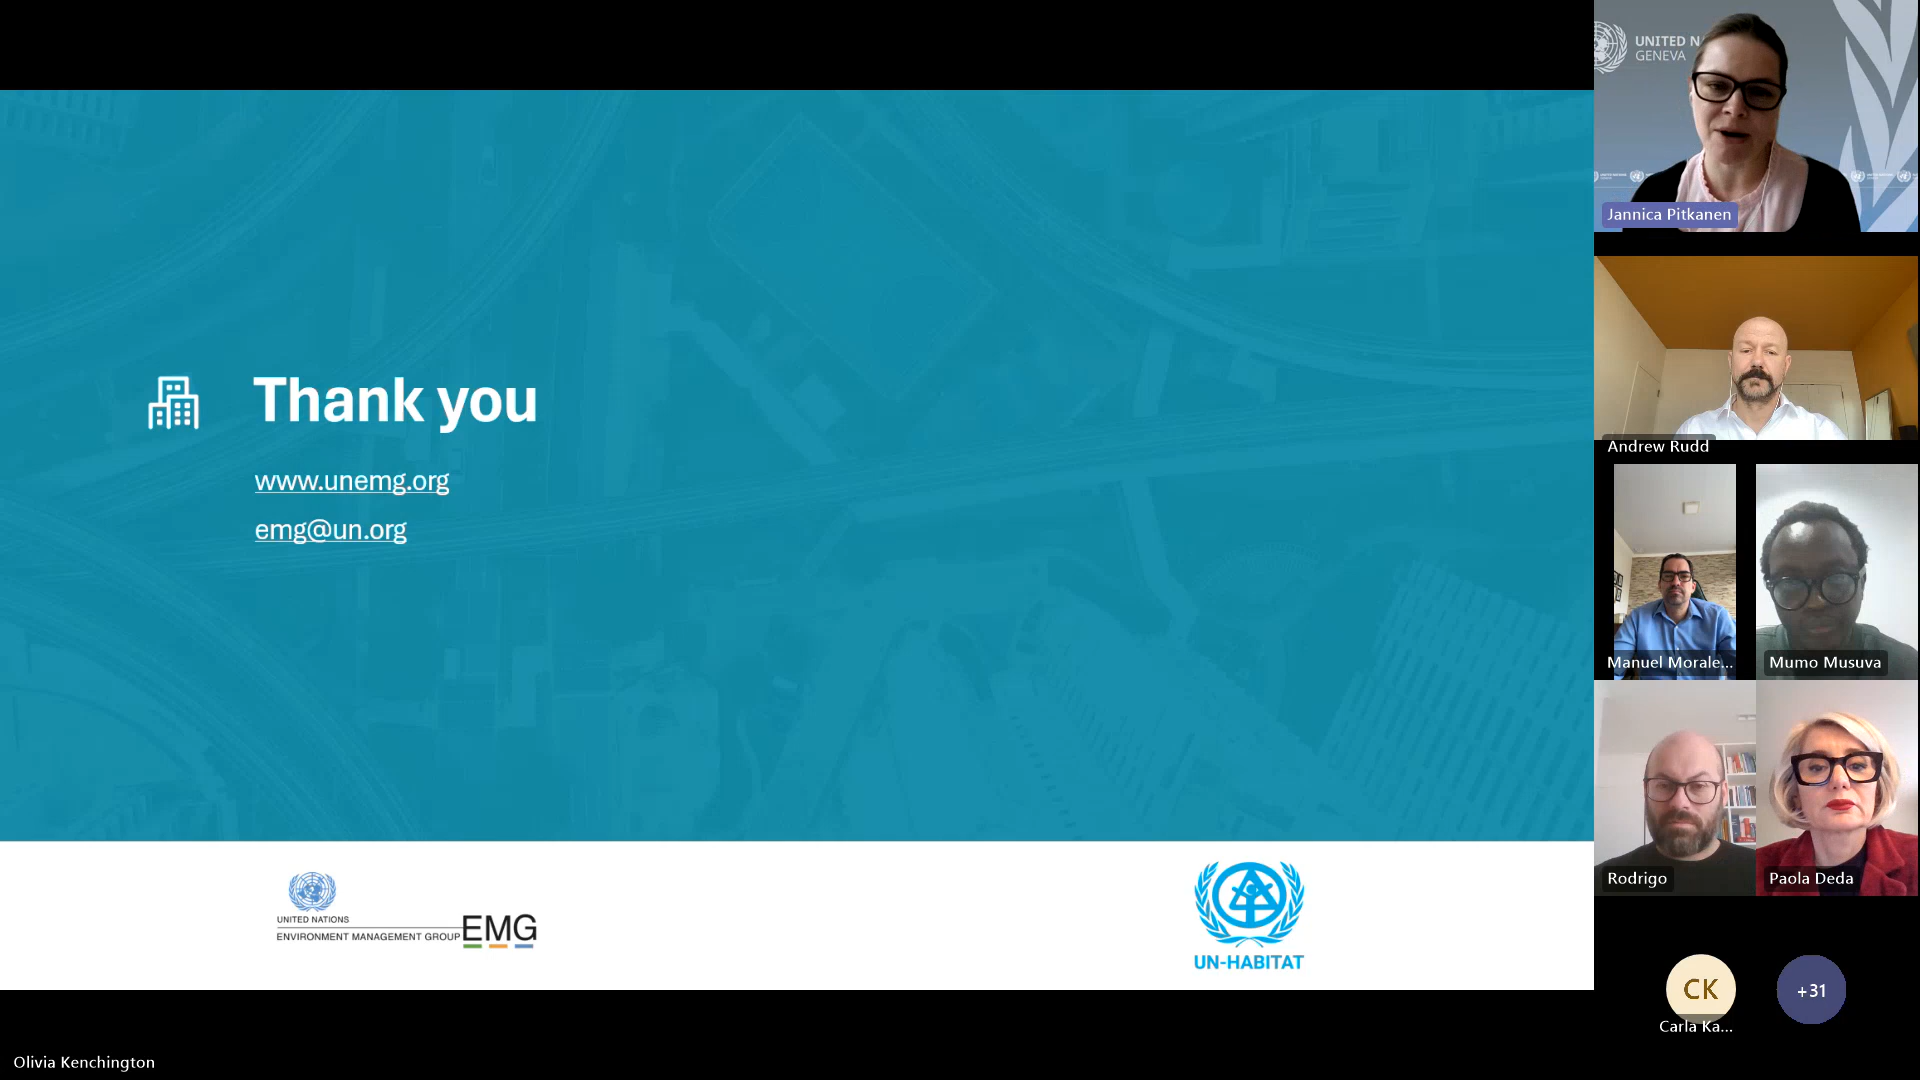 Thank you
www.unemg.org
emg@un.org
UNITED NATIONS
ENVIRONMENT MANAGEMENT GROUP
EMG
UN-HABITAT
Olivia Kenchington
UNITED N
GENEVA
Jannica Pitkanen
Andrew Rudd
Manuel Morale...
Mumo Musuva
Rodrigo
Paola Deda
CK
Carla Ka...
+31